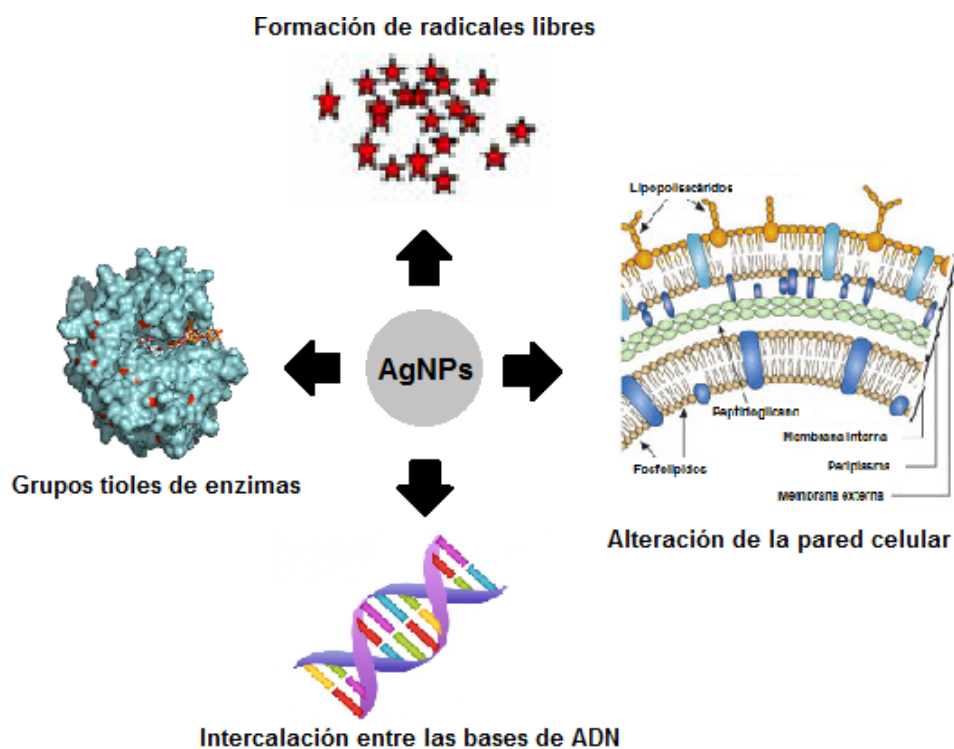 Formación de radicales libres
Lipopolisacáridos
AgNPs
Peptidoglicano
Membrana interna
Fosfolípidos
Periplasma
Membrana externa
Grupos tioles de enzimas
Alteración de la pared celular
Intercalación entre las bases de ADN